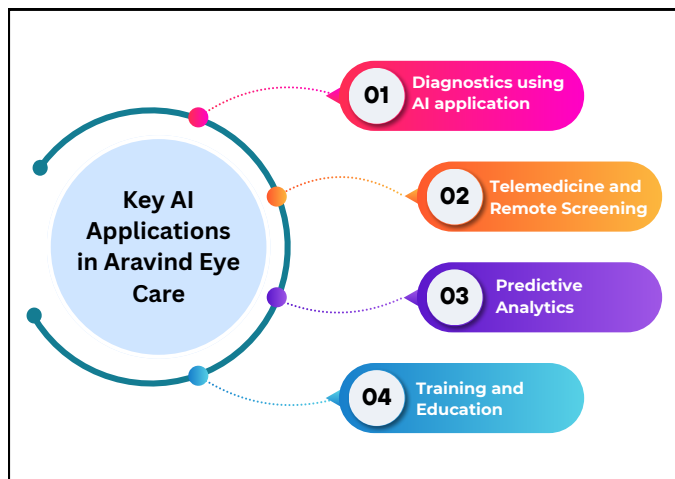 Key AI
Applications
in Aravind Eye
Care
01
Diagnostics using
AI application
02
Telemedicine and
Remote Screening
03
Predictive
Analytics
04
Training and
Education